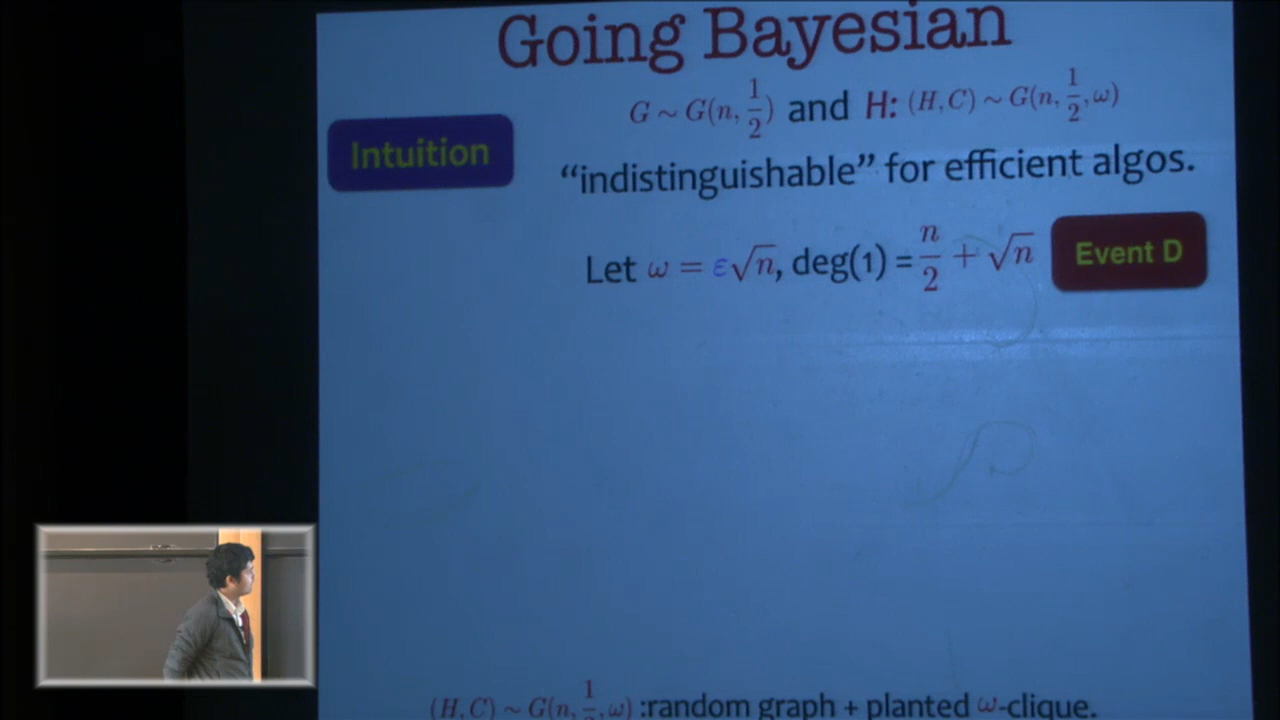 Going Bayesian
G ~ G(n, 1/2) and H: (H, C) ~ G(n, 1/2, ω)
Intuition
“indistinguishable” for efficient algos.
Let ω = ε√n, deg(1) = n/2 + √n
Event D
(H, C) ~ G(n, 1/2, ω) :random graph + planted ω-clique.